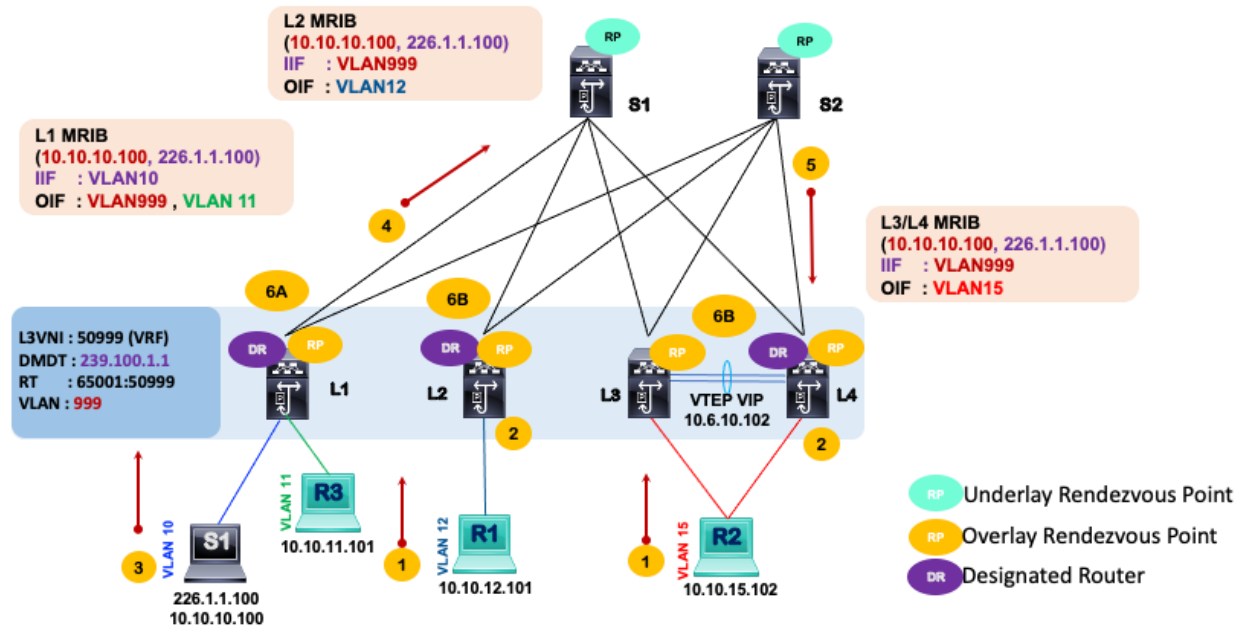 L2 MRIB
(10.10.10.100, 226.1.1.100)
IIF : VLAN999
OIF : VLAN12
RP
S1
RP
S2
L1 MRIB
(10.10.10.100, 226.1.1.100)
IIF : VLAN10
OIF : VLAN999 , VLAN 11
4
5
L3/L4 MRIB
(10.10.10.100, 226.1.1.100)
IIF : VLAN999
OIF : VLAN15
6A
6B
6B
L3VNI : 50999 (VRF)
DMDT : 239.100.1.1
RT : 65001:50999
VLAN : 999
DR
RP
L1
DR
RP
L2
RP
L3
DR
RP
L4
VTEP VIP
10.6.10.102
2
2
3
VLAN 10
S1
226.1.1.100
10.10.10.100
VLAN 11
R3
10.10.11.101
1
VLAN 12
R1
10.10.12.101
1
VLAN 15
R2
10.10.15.102
RP Underlay Rendezvous Point
RP Overlay Rendezvous Point
DR Designated Router